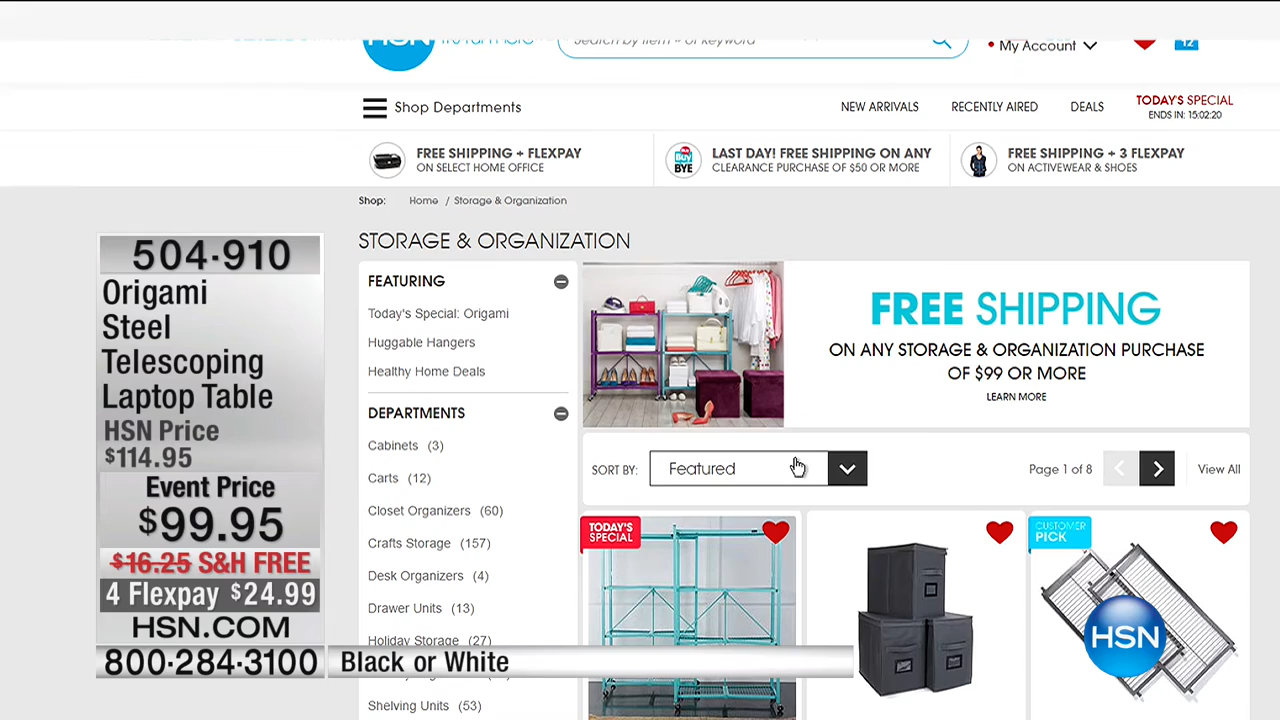 HSN
Search by item # or keyword
My Account
12
Shop Departments
NEW ARRIVALS
RECENTLY AIRED
DEALS
TODAY'S SPECIAL
ENDS IN: 15:02:20
FREE SHIPPING + FLEXPAY
ON SELECT HOME OFFICE
Buy
BYE
LAST DAY! FREE SHIPPING ON ANY
CLEARANCE PURCHASE OF $50 OR MORE
FREE SHIPPING + 3 FLEXPAY
ON ACTIVEWEAR & SHOES
Shop: Home / Storage & Organization
504-910
Origami
Steel
Telescoping
Laptop Table
HSN Price
$114.95
Event Price
$99.95
$16.25 S&H FREE
4 Flexpay $24.99
HSN.COM
800-284-3100
Black or White
STORAGE & ORGANIZATION
FEATURING
Today's Special: Origami
Huggable Hangers
Healthy Home Deals
DEPARTMENTS
Cabinets (3)
Carts (12)
Closet Organizers (60)
Crafts Storage (157)
Desk Organizers (4)
Drawer Units (13)
Holiday Storage (27)
Shelving Units (53)
FREE SHIPPING
ON ANY STORAGE & ORGANIZATION PURCHASE
OF $99 OR MORE
LEARN MORE
SORT BY: Featured
Page 1 of 8
View All
TODAY'S
SPECIAL
CUSTOMER
PICK
HSN